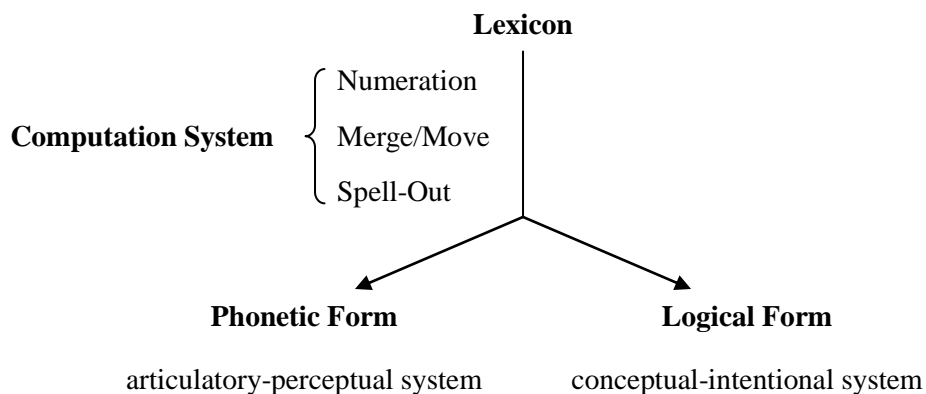 Lexicon
Numeration
Computation System
Merge/Move
Spell-Out
Phonetic Form
Logical Form
articulatory-perceptual system
conceptual-intentional system